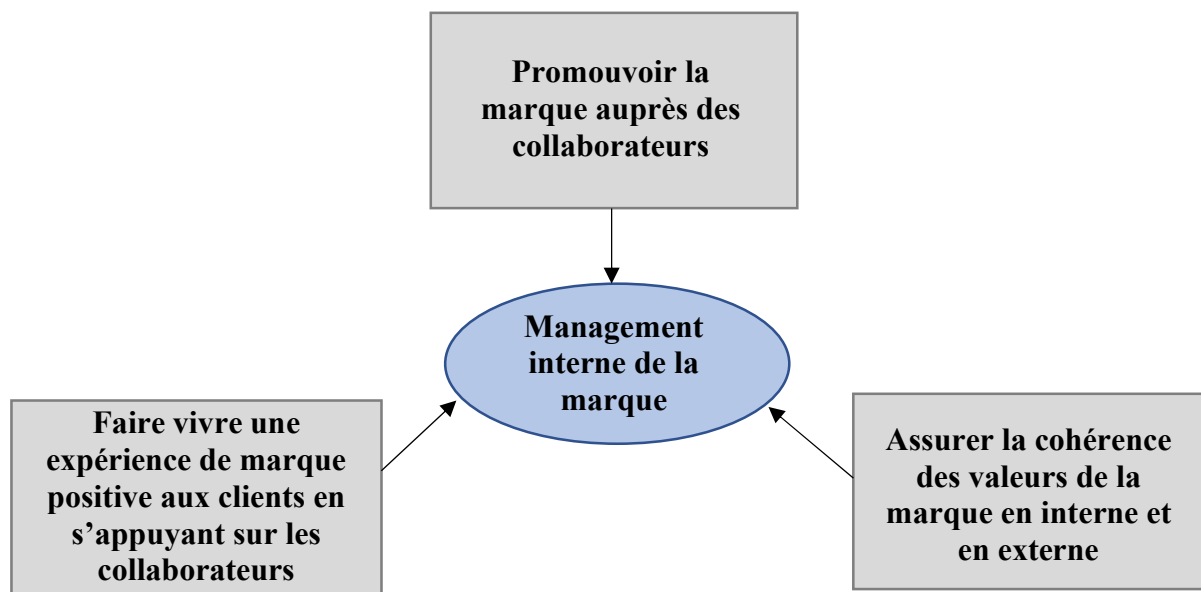 Promouvoir la
marque auprès des
collaborateurs
Management
interne de la
marque
Faire vivre une
expérience de marque
positive aux clients en
s’appuyant sur les
collaborateurs
Assurer la cohérence
des valeurs de la
marque en interne et
en externe